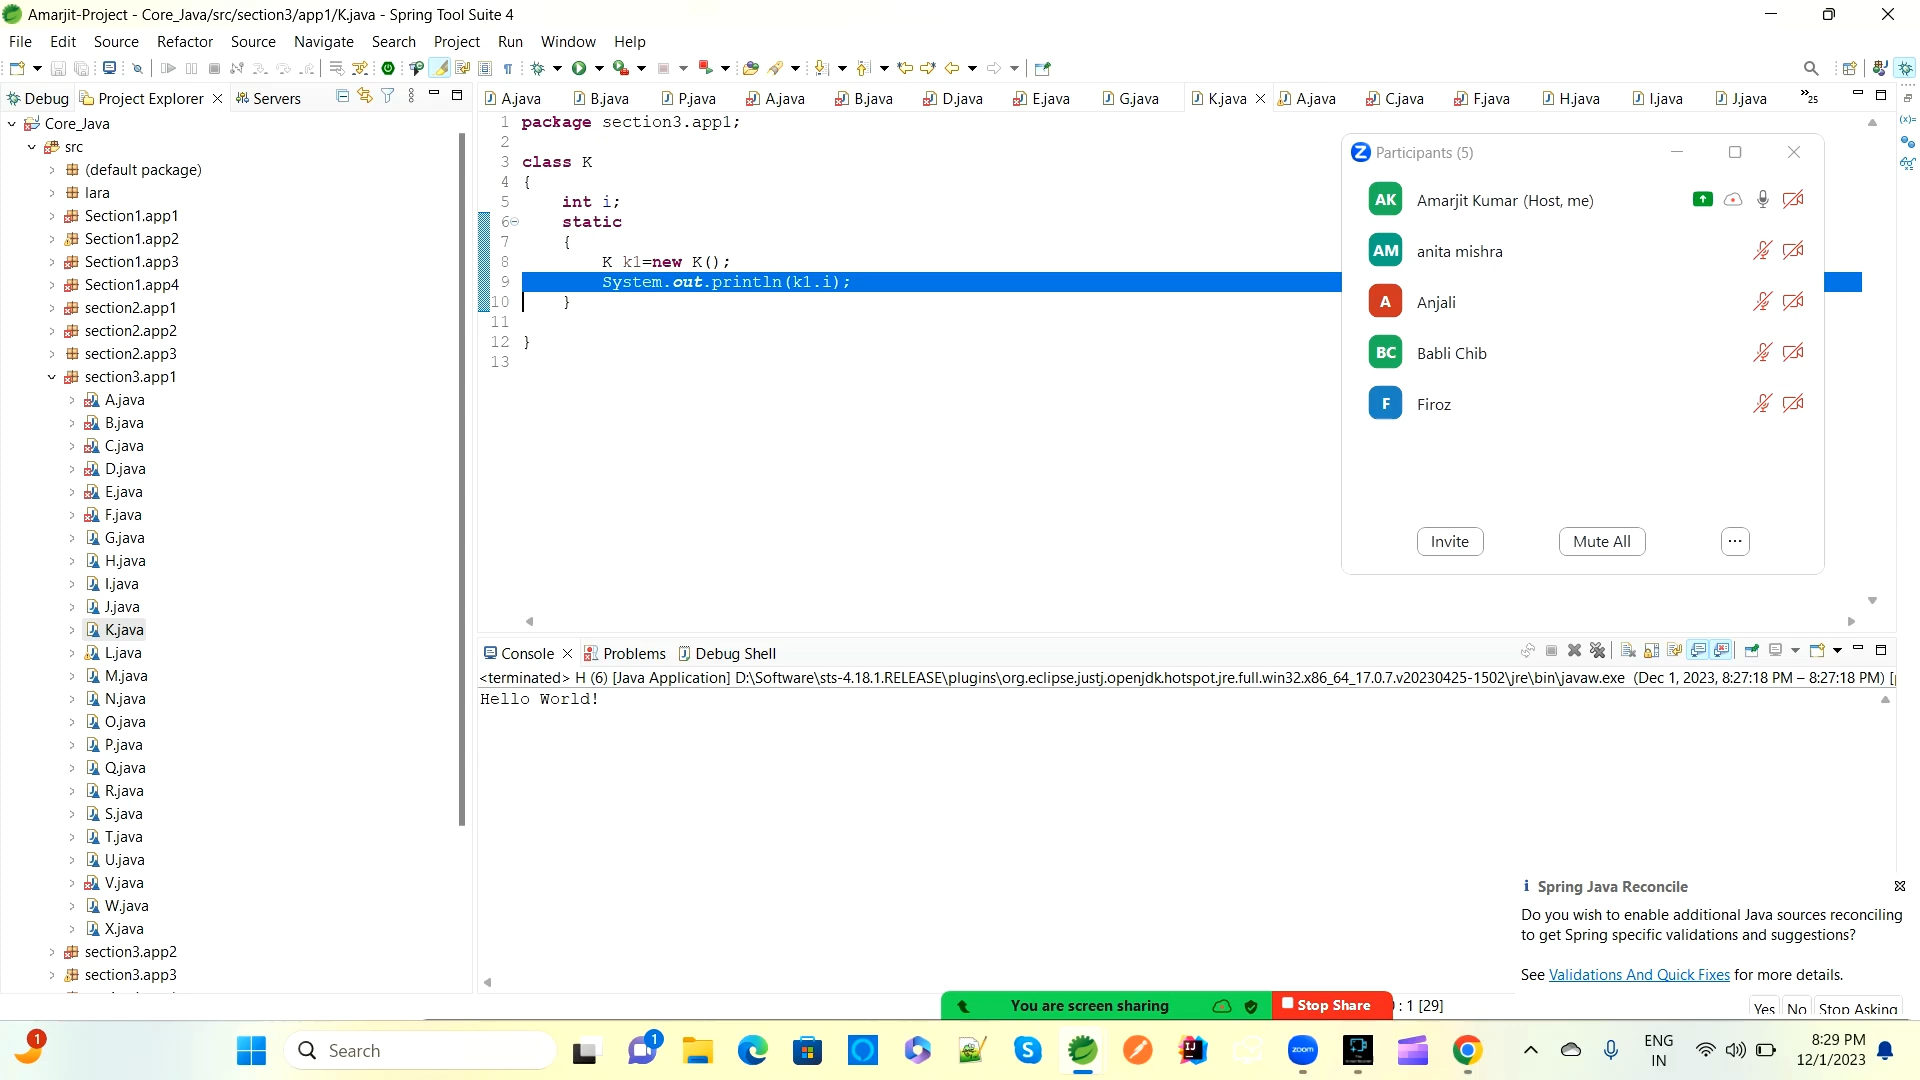 Amarjit-Project - Core_Java/src/section3/app1/K.java - Spring Tool Suite 4
File Edit Source Refactor Source Navigate Search Project Run Window Help
Debug Project Explorer Servers
A.java B.java P.java A.java B.java D.java E.java G.java K.java A.java C.java F.java H.java I.java J.java »25
Core_Java
src
(default package)
lara
Section1.app1
Section1.app2
Section1.app3
Section1.app4
section2.app1
section2.app2
section2.app3
section3.app1
A.java
B.java
C.java
D.java
E.java
F.java
G.java
H.java
I.java
J.java
K.java
L.java
M.java
N.java
O.java
P.java
Q.java
R.java
S.java
T.java
U.java
V.java
W.java
X.java
section3.app2
section3.app3
1 package section3.app1;
2
3 class K
4 {
5 int i;
6 static
7 {
8 K k1=new K();
9 System.out.println(k1.i);
10 }
11
12 }
13
Participants (5)
AK Amarjit Kumar (Host, me)
AM anita mishra
A Anjali
BC Babli Chib
F Firoz
Invite Mute All ...
(x)=
Console Problems Debug Shell
<terminated> H (6) [Java Application] D:\Software\sts-4.18.1.RELEASE\plugins\org.eclipse.justj.openjdk.hotspot.jre.full.win32.x86_64_17.0.7.v20230425-1502\jre\bin\javaw.exe (Dec 1, 2023, 8:27:18 PM – 8:27:18 PM) [
Hello World!
Spring Java Reconcile
Do you wish to enable additional Java sources reconciling
to get Spring specific validations and suggestions?
See Validations And Quick Fixes for more details.
Yes No Stop Asking
You are screen sharing Stop Share : 1 [29]
1 Search 1 zoom IJ
ENG
IN
8:29 PM
12/1/2023